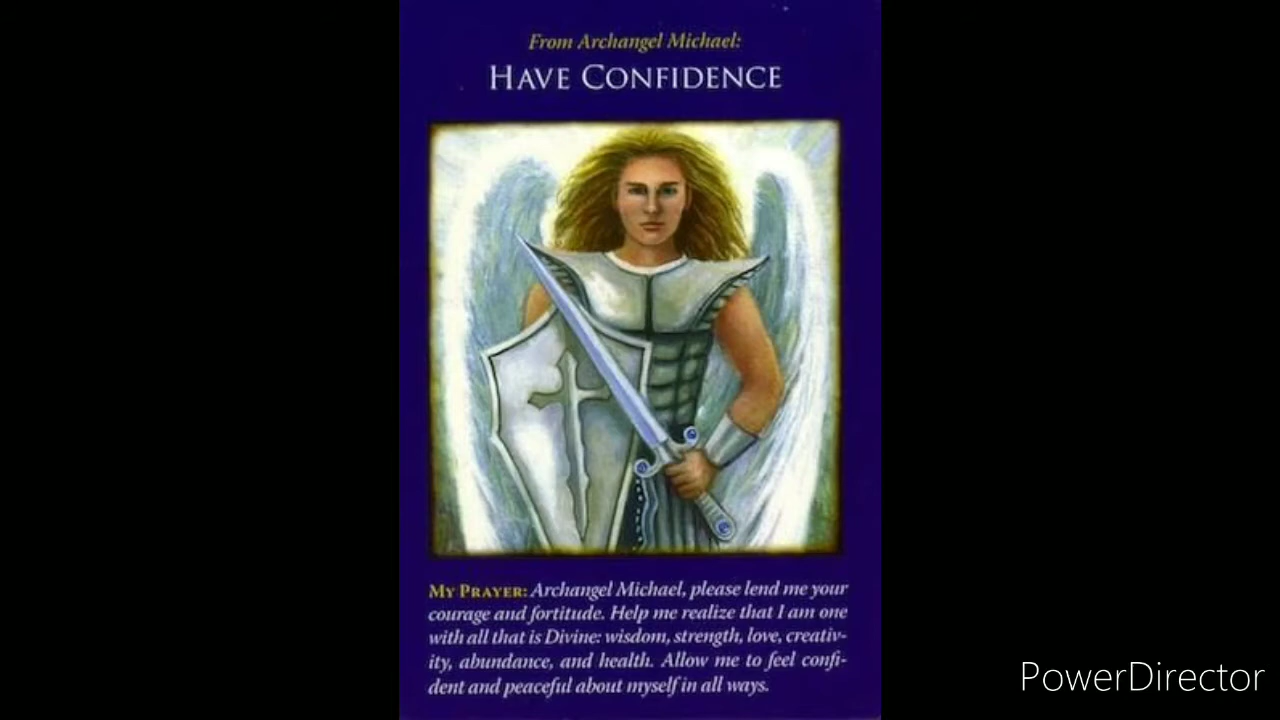 From Archangel Michael:
HAVE CONFIDENCE
MY PRAYER: Archangel Michael, please lend me your
courage and fortitude. Help me realize that I am one
with all that is Divine: wisdom, strength, love, creativ-
ity, abundance, and health. Allow me to feel confi-
dent and peaceful about myself in all ways.
PowerDirector